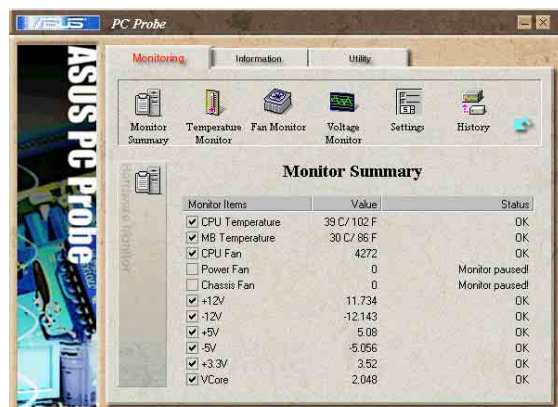 ASUS PC Probe
Monitoring Information Utility
Monitor Summary Temperature Monitor Fan Monitor Voltage Monitor Settings History
ASUS PC Probe
Hardware Monitor
Monitor Summary
Monitor Items Value Status
CPU Temperature 39 C/ 102 F OK
MB Temperature 30 C/ 86 F OK
CPU Fan 4272 OK
Power Fan 0 Monitor paused!
Chassis Fan 0 Monitor paused!
+12V 11.734 OK
-12V -12.143 OK
+5V 5.08 OK
-5V -5.056 OK
+3.3V 3.52 OK
VCore 2.048 OK